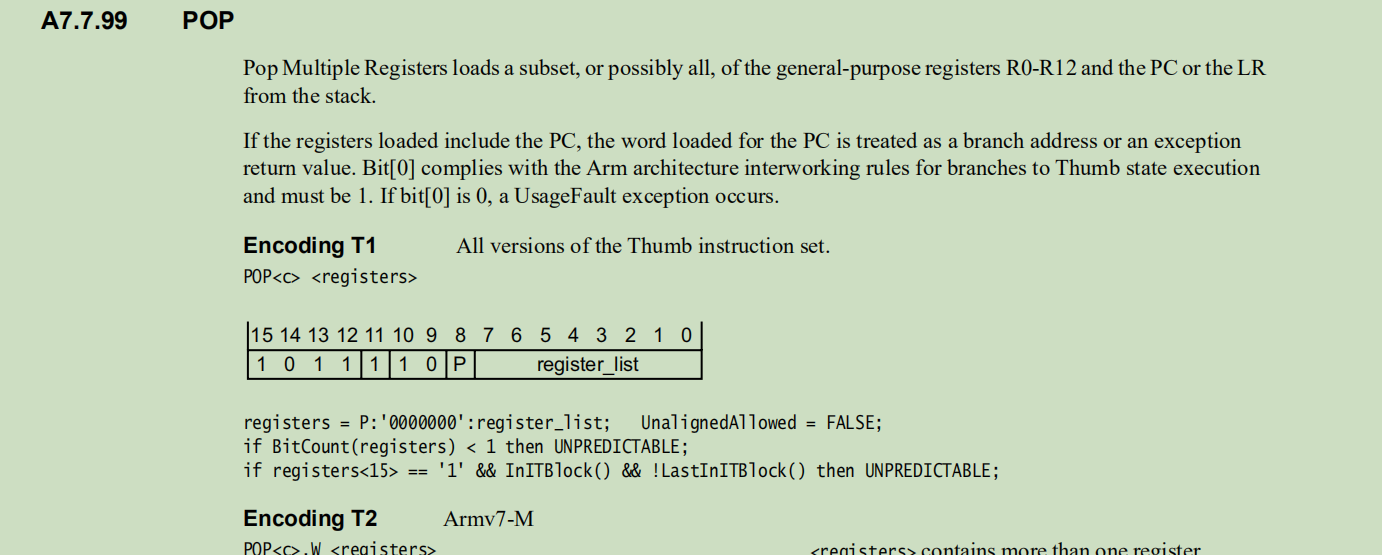 A7.7.99 POP
Pop Multiple Registers loads a subset, or possibly all, of the general-purpose registers R0-R12 and the PC or the LR
from the stack.
If the registers loaded include the PC, the word loaded for the PC is treated as a branch address or an exception
return value. Bit[0] complies with the Arm architecture interworking rules for branches to Thumb state execution
and must be 1. If bit[0] is 0, a UsageFault exception occurs.
Encoding T1 All versions of the Thumb instruction set.
POP<c> <registers>
15 14 13 12 11 10 9 8 7 6 5 4 3 2 1 0
1 0 1 1 1 1 0 P register_list
registers = P:'0000000':register_list; UnalignedAllowed = FALSE;
if BitCount(registers) < 1 then UNPREDICTABLE;
if registers<15> == '1' && InITBlock() && !LastInITBlock() then UNPREDICTABLE;
Encoding T2 Armv7-M
POP<c>.W <registers> <registers> contains more than one register